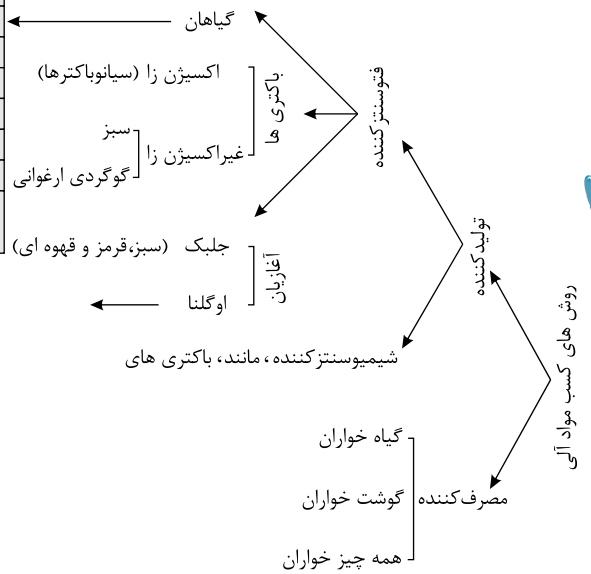 روش های کسب مواد آلی
تولیدکننده
فتوسنتزکننده
گیاهان
باکتری ها
اکسیژن زا (سیانوباکترها)
غیراکسیژن زا
سبز
گوگردی ارغوانی
آغازیان
جلبک (سبز،قرمز و قهوه ای)
اوگلنا
شیمیوسنتزکننده، مانند، باکتری های
مصرف‌کننده
گیاه خواران
گوشت خواران
همه چیز خواران